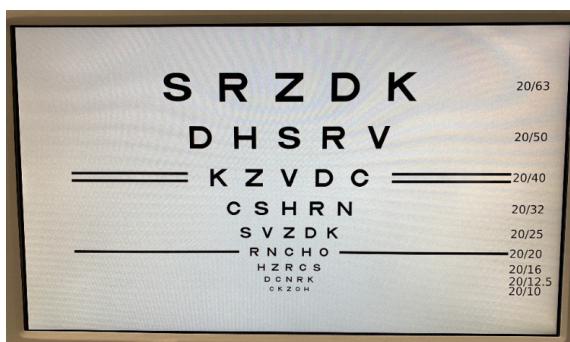 S R Z D K 20/63
D H S R V 20/50
K Z V D C 20/40
C S H R N 20/32
S V Z D K 20/25
R N C H O 20/20
H Z R C S 20/16
D C N R K 20/12.5
C K Z O H 20/10